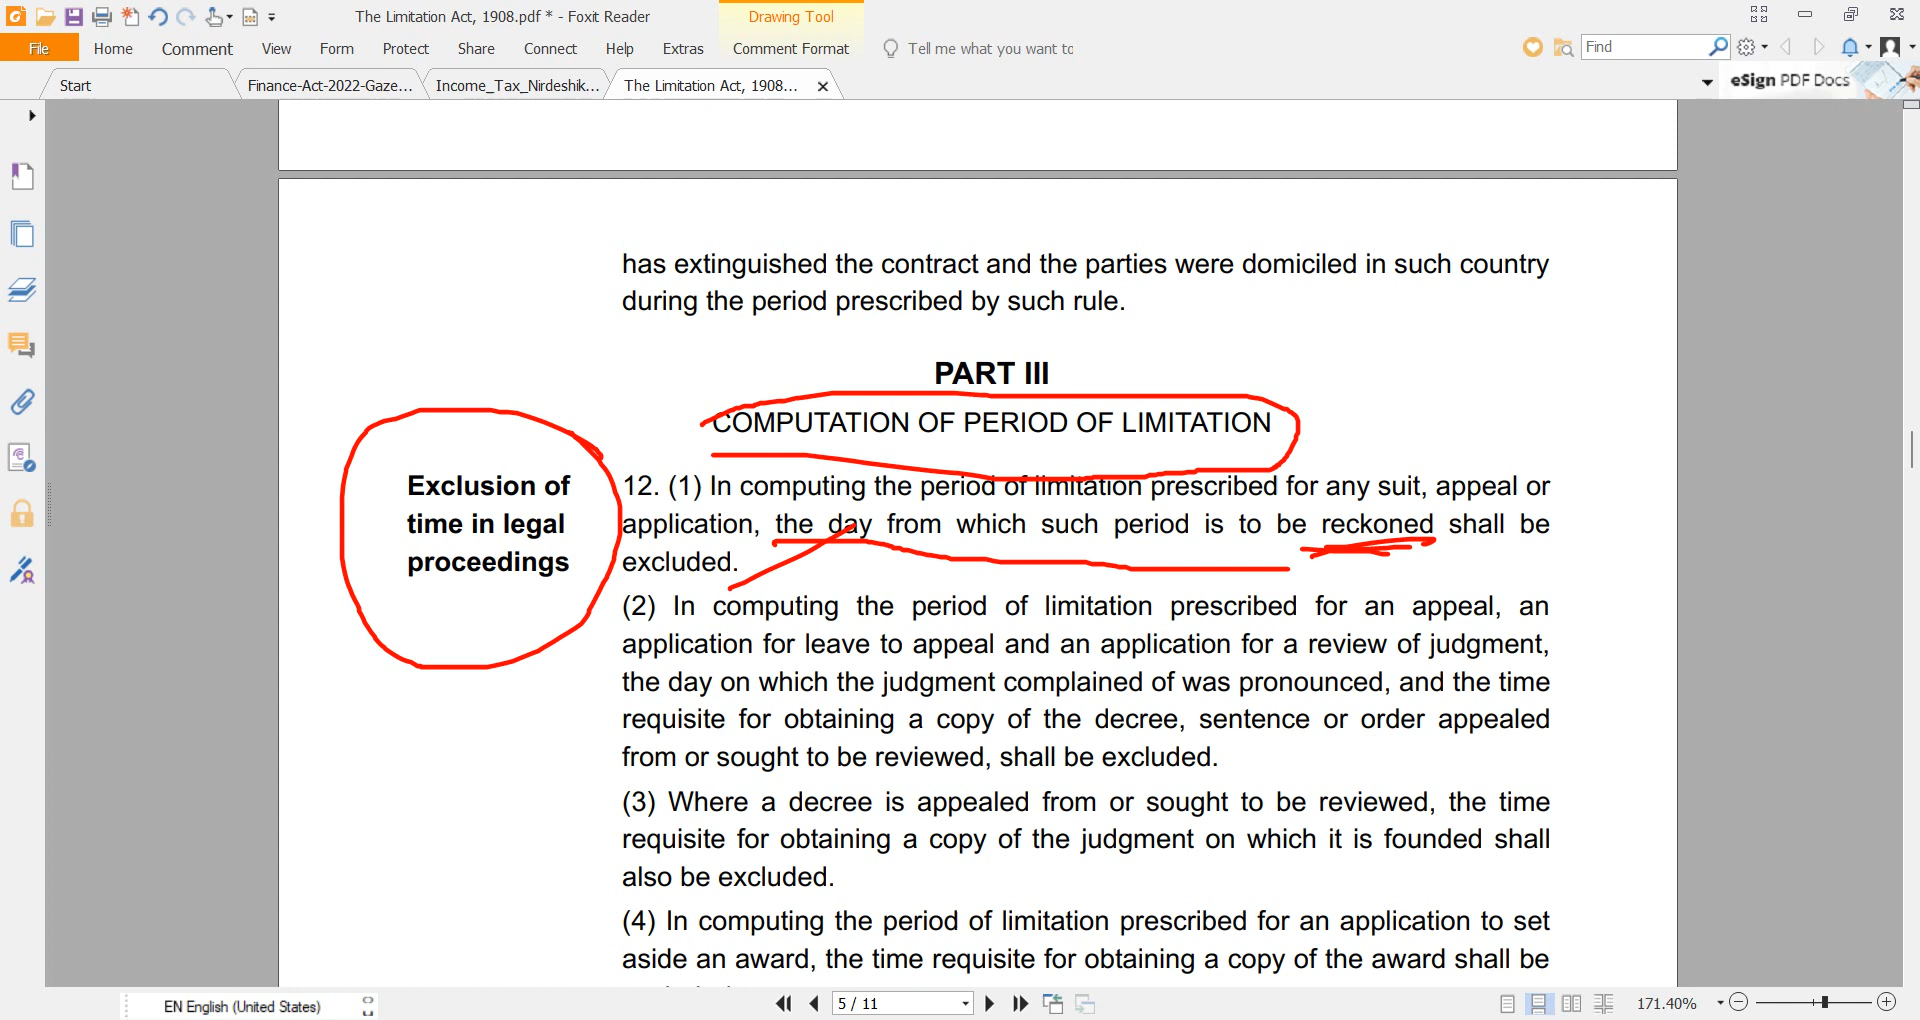 The Limitation Act, 1908.pdf * - Foxit Reader
Drawing Tool
File Home Comment View Form Protect Share Connect Help Extras Comment Format Tell me what you want to Find
Start Finance-Act-2022-Gaze... Income_Tax_Nirdeshik... The Limitation Act, 1908... eSign PDF Docs
has extinguished the contract and the parties were domiciled in such country
during the period prescribed by such rule.
PART III
COMPUTATION OF PERIOD OF LIMITATION
Exclusion of
time in legal
proceedings
12. (1) In computing the period of limitation prescribed for any suit, appeal or
application, the day from which such period is to be reckoned shall be
excluded.
(2) In computing the period of limitation prescribed for an appeal, an
application for leave to appeal and an application for a review of judgment,
the day on which the judgment complained of was pronounced, and the time
requisite for obtaining a copy of the decree, sentence or order appealed
from or sought to be reviewed, shall be excluded.
(3) Where a decree is appealed from or sought to be reviewed, the time
requisite for obtaining a copy of the judgment on which it is founded shall
also be excluded.
(4) In computing the period of limitation prescribed for an application to set
aside an award, the time requisite for obtaining a copy of the award shall be
EN English (United States) 5 / 11 171.40%